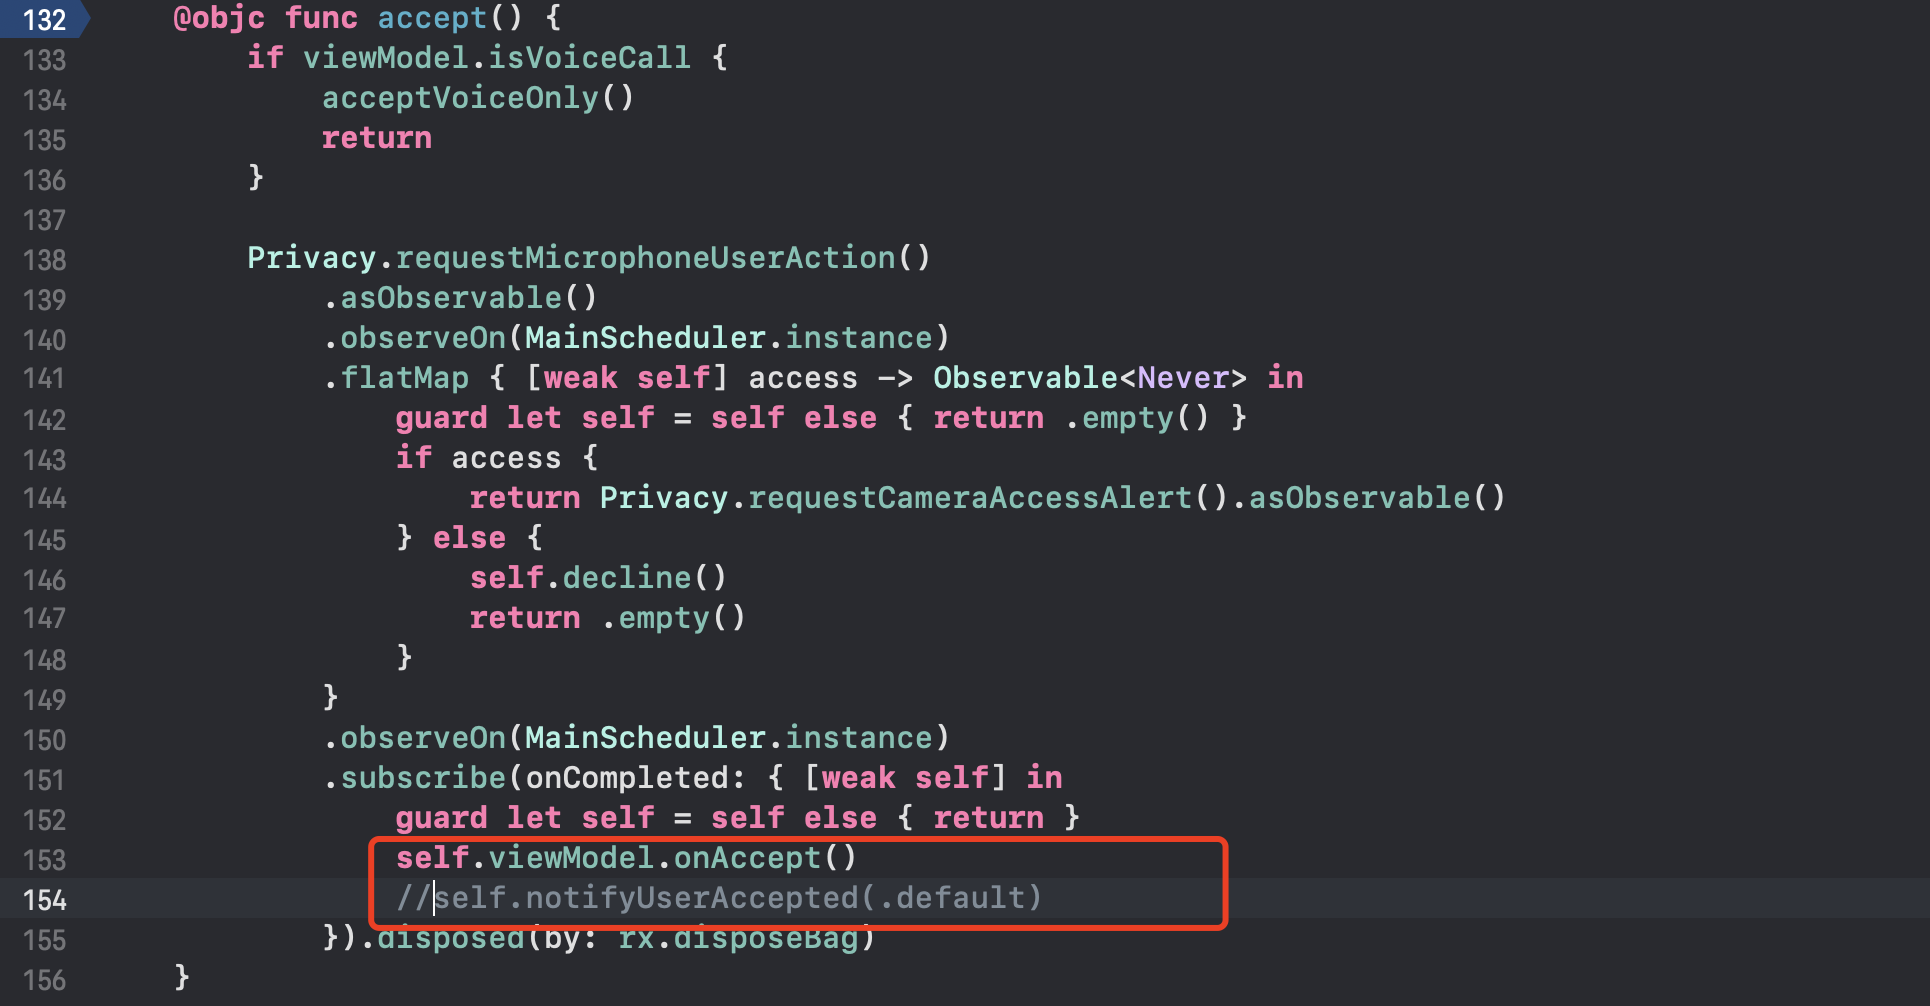 132 @objc func accept() {
133 if viewModel.isVoiceCall {
134 acceptVoiceOnly()
135 return
136 }
137
138 Privacy.requestMicrophoneUserAction()
139 .asObservable()
140 .observeOn(MainScheduler.instance)
141 .flatMap { [weak self] access -> Observable<Never> in
142 guard let self = self else { return .empty() }
143 if access {
144 return Privacy.requestCameraAccessAlert().asObservable()
145 } else {
146 self.decline()
147 return .empty()
148 }
149 }
150 .observeOn(MainScheduler.instance)
151 .subscribe(onCompleted: { [weak self] in
152 guard let self = self else { return }
153 self.viewModel.onAccept()
154 //self.notifyUserAccepted(.default)
155 }).disposed(by: rx.disposeBag)
156 }